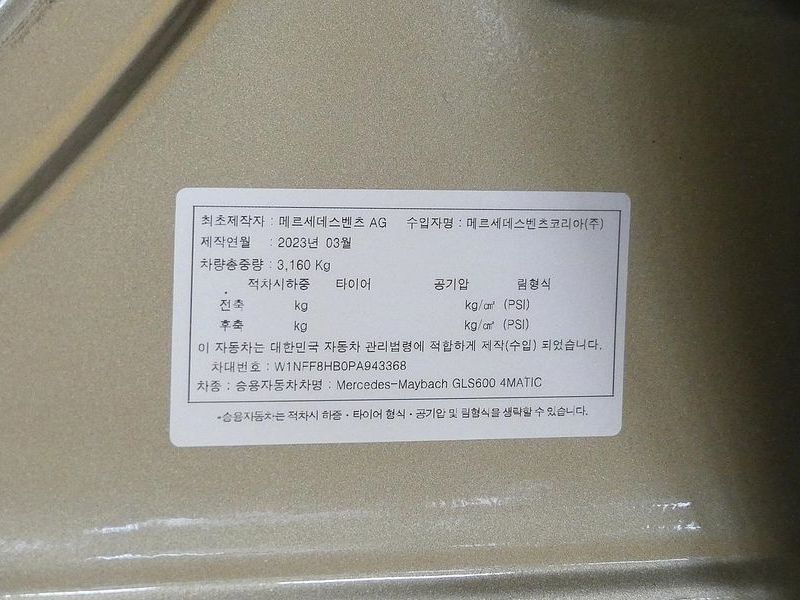 최초제작자 : 메르세데스벤츠 AG 수입자명 : 메르세데스벤츠코리아(주)
제작연월 : 2023년 03월
차량총중량 : 3,160 Kg
적차시하중 타이어 공기압 림형식
전축 kg kg/㎠ (PSI)
후축 kg kg/㎠ (PSI)
이 자동차는 대한민국 자동차 관리법령에 적합하게 제작(수입) 되었습니다.
차대번호 : W1NFF8HB0PA943368
차종 : 승용자동차차명 : Mercedes-Maybach GLS600 4MATIC
*승용자동차는 적차시 하중·타이어 형식·공기압 및 림형식을 생략할 수 있습니다.